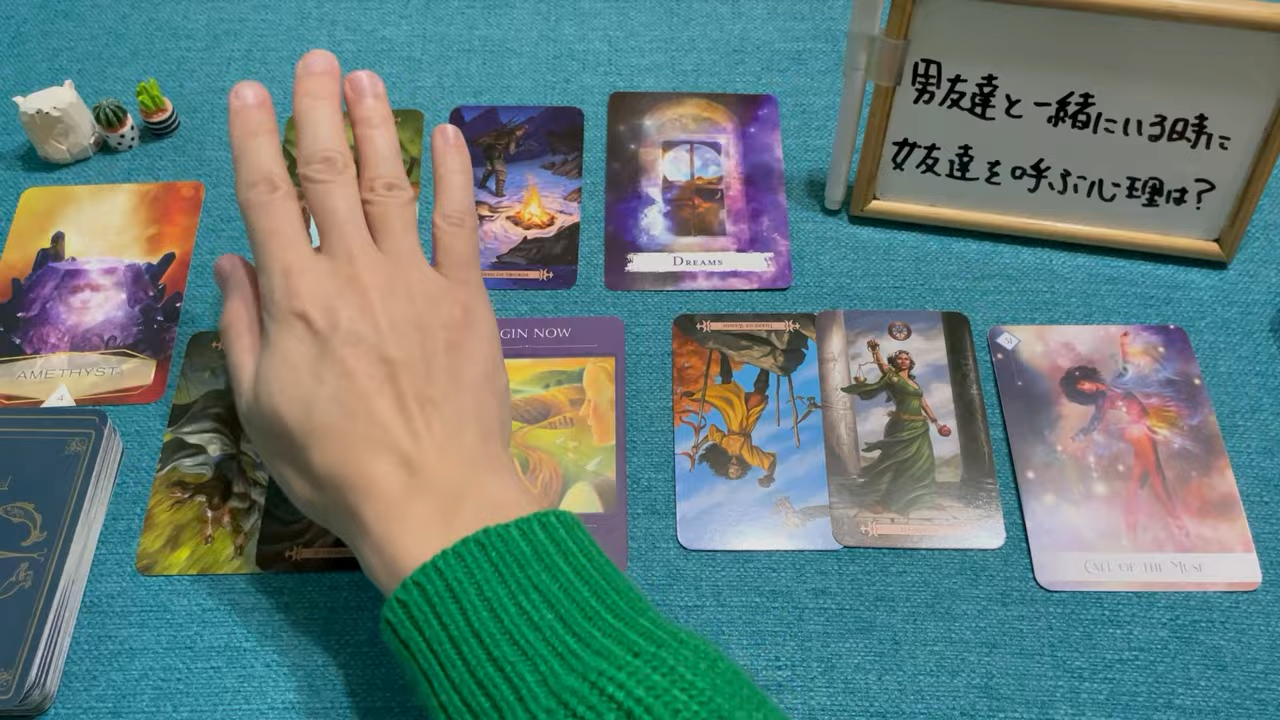 男友達と一緒にいる時に
女友達を呼ぶ心理は?
DREAMS
AMETHYST
4
GIN NOW
CALL OF THE MUSE